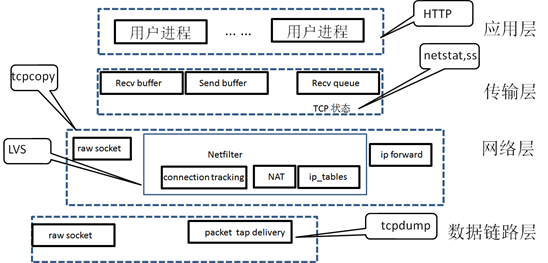 HTTP
用户进程 ... ... 用户进程
应用层
netstat,ss
tcpcopy
Recv buffer Send buffer Recv queue
传输层
TCP 状态
LVS
raw socket
Netfilter
ip forward
网络层
connection tracking NAT ip_tables
tcpdump
raw socket
packet tap delivery
数据链路层